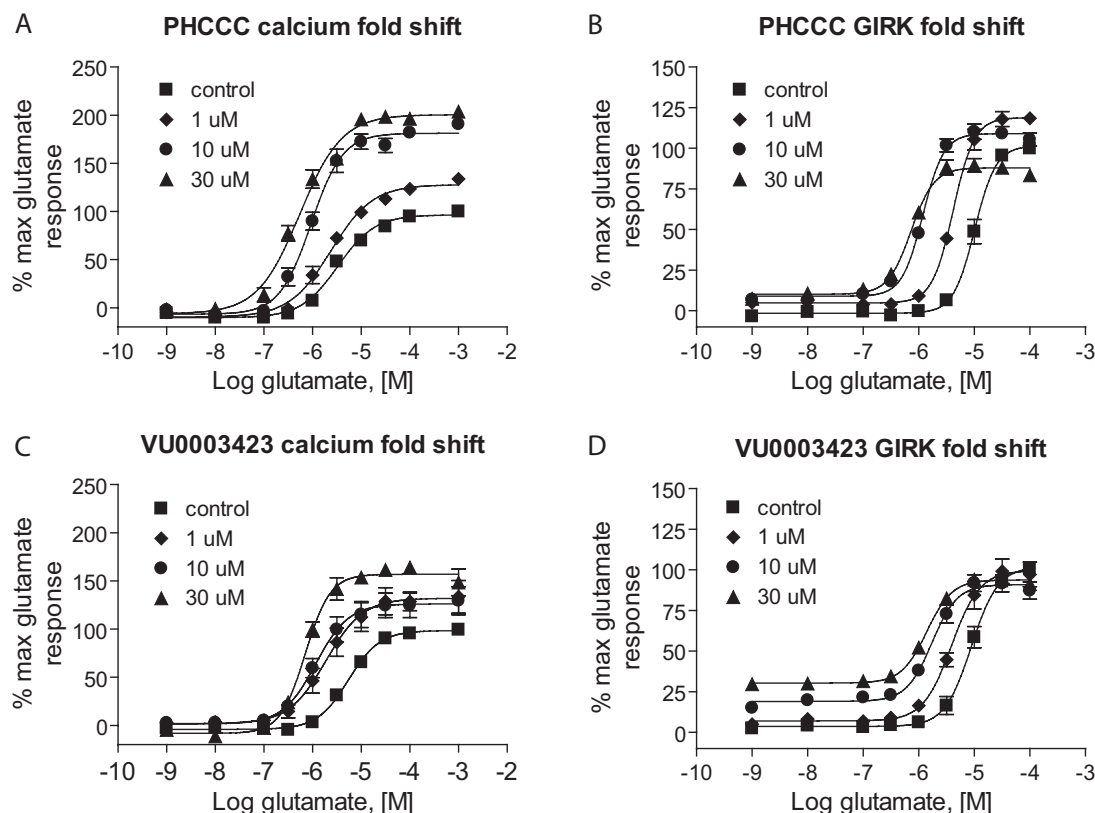 A
PHCCC calcium fold shift
250
200
150
100
50
0
% max glutamate
response
control
1 uM
10 uM
30 uM
-10 -9 -8 -7 -6 -5 -4 -3 -2
Log glutamate, [M]
B
PHCCC GIRK fold shift
150
125
100
75
50
25
0
% max glutamate
response
control
1 uM
10 uM
30 uM
-10 -9 -8 -7 -6 -5 -4 -3
Log glutamate, [M]
C
VU0003423 calcium fold shift
250
200
150
100
50
0
% max glutamate
response
control
1 uM
10 uM
30 uM
-10 -9 -8 -7 -6 -5 -4 -3 -2
Log glutamate, [M]
D
VU0003423 GIRK fold shift
150
125
100
75
50
25
0
% max glutamate
response
control
1 uM
10 uM
30 uM
-10 -9 -8 -7 -6 -5 -4 -3
Log glutamate, [M]